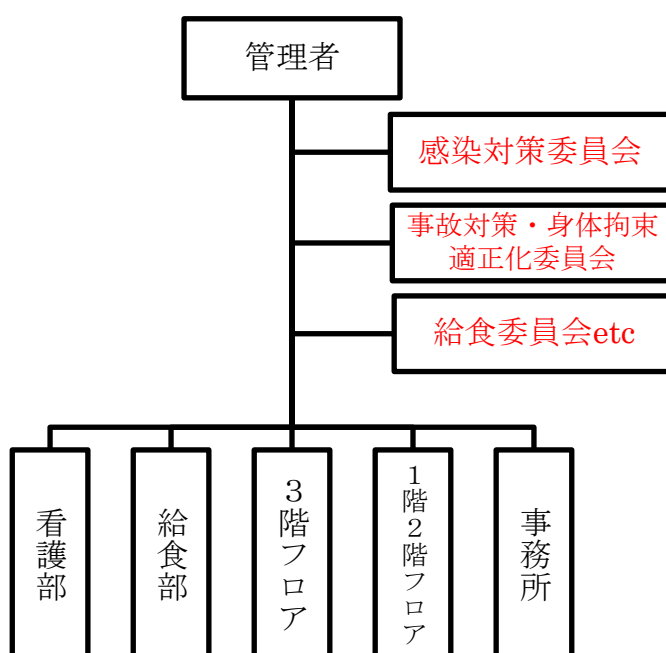 管理者
感染対策委員会
事故対策・身体拘束
適正化委員会
給食委員会etc
看護部
給食部
３階フロア
１階２階フロア
事務所